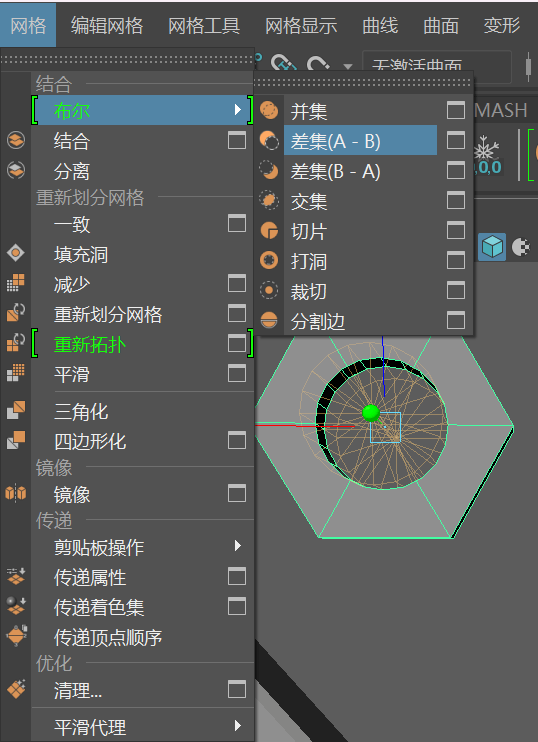 网格 编辑网格 网格工具 网格显示 曲线 曲面 变形
无激活曲面
结合
布尔
结合
分离
重新划分网格
一致
填充洞
减少
重新划分网格
重新拓扑
平滑
三角化
四边形化
镜像
镜像
传递
剪贴板操作
传递属性
传递着色集
传递顶点顺序
优化
清理...
平滑代理
并集
差集(A - B)
差集(B - A)
交集
切片
打洞
裁切
分割边
MASH
0,0